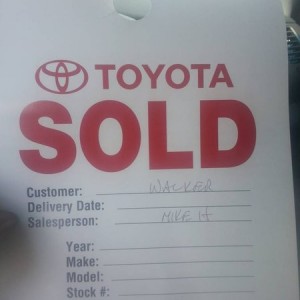 TOYOTA
SOLD
Customer: WALKER
Delivery Date:
Salesperson: MIKE H
Year:
Make:
Model:
Stock #: